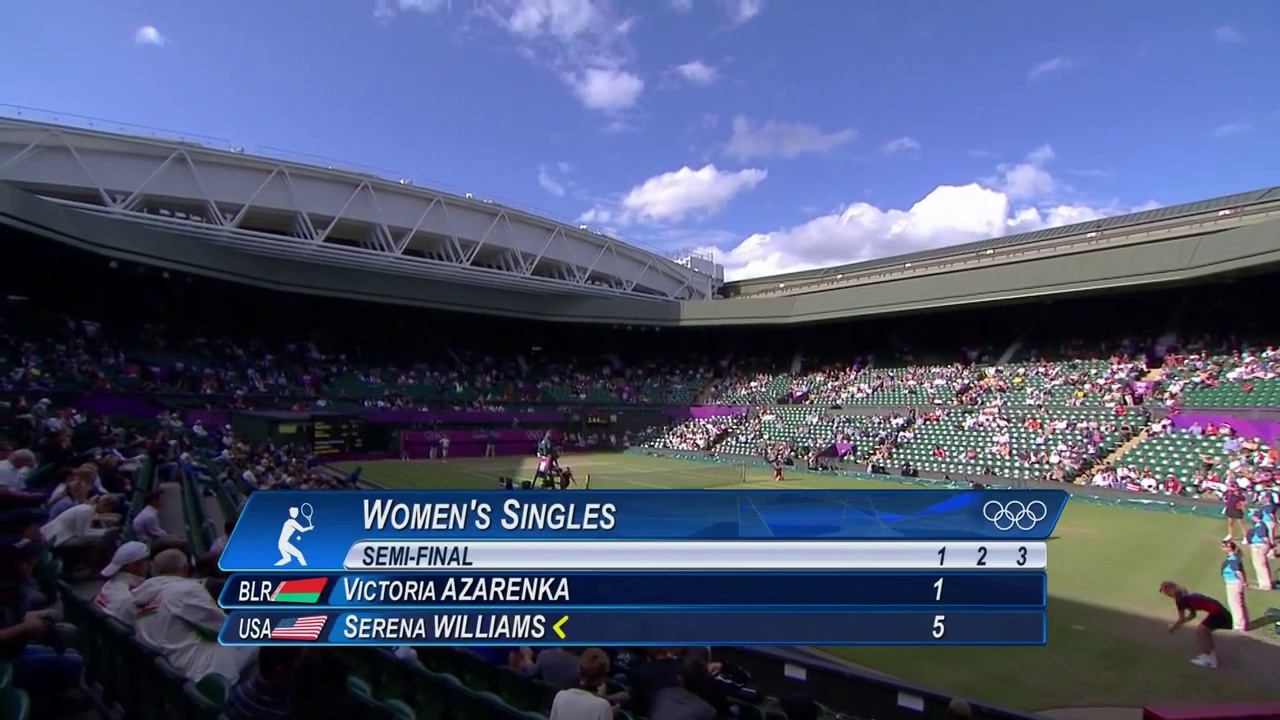 WOMEN'S SINGLES
SEMI-FINAL 1 2 3
BLR VICTORIA AZARENKA 1
USA SERENA WILLIAMS < 5